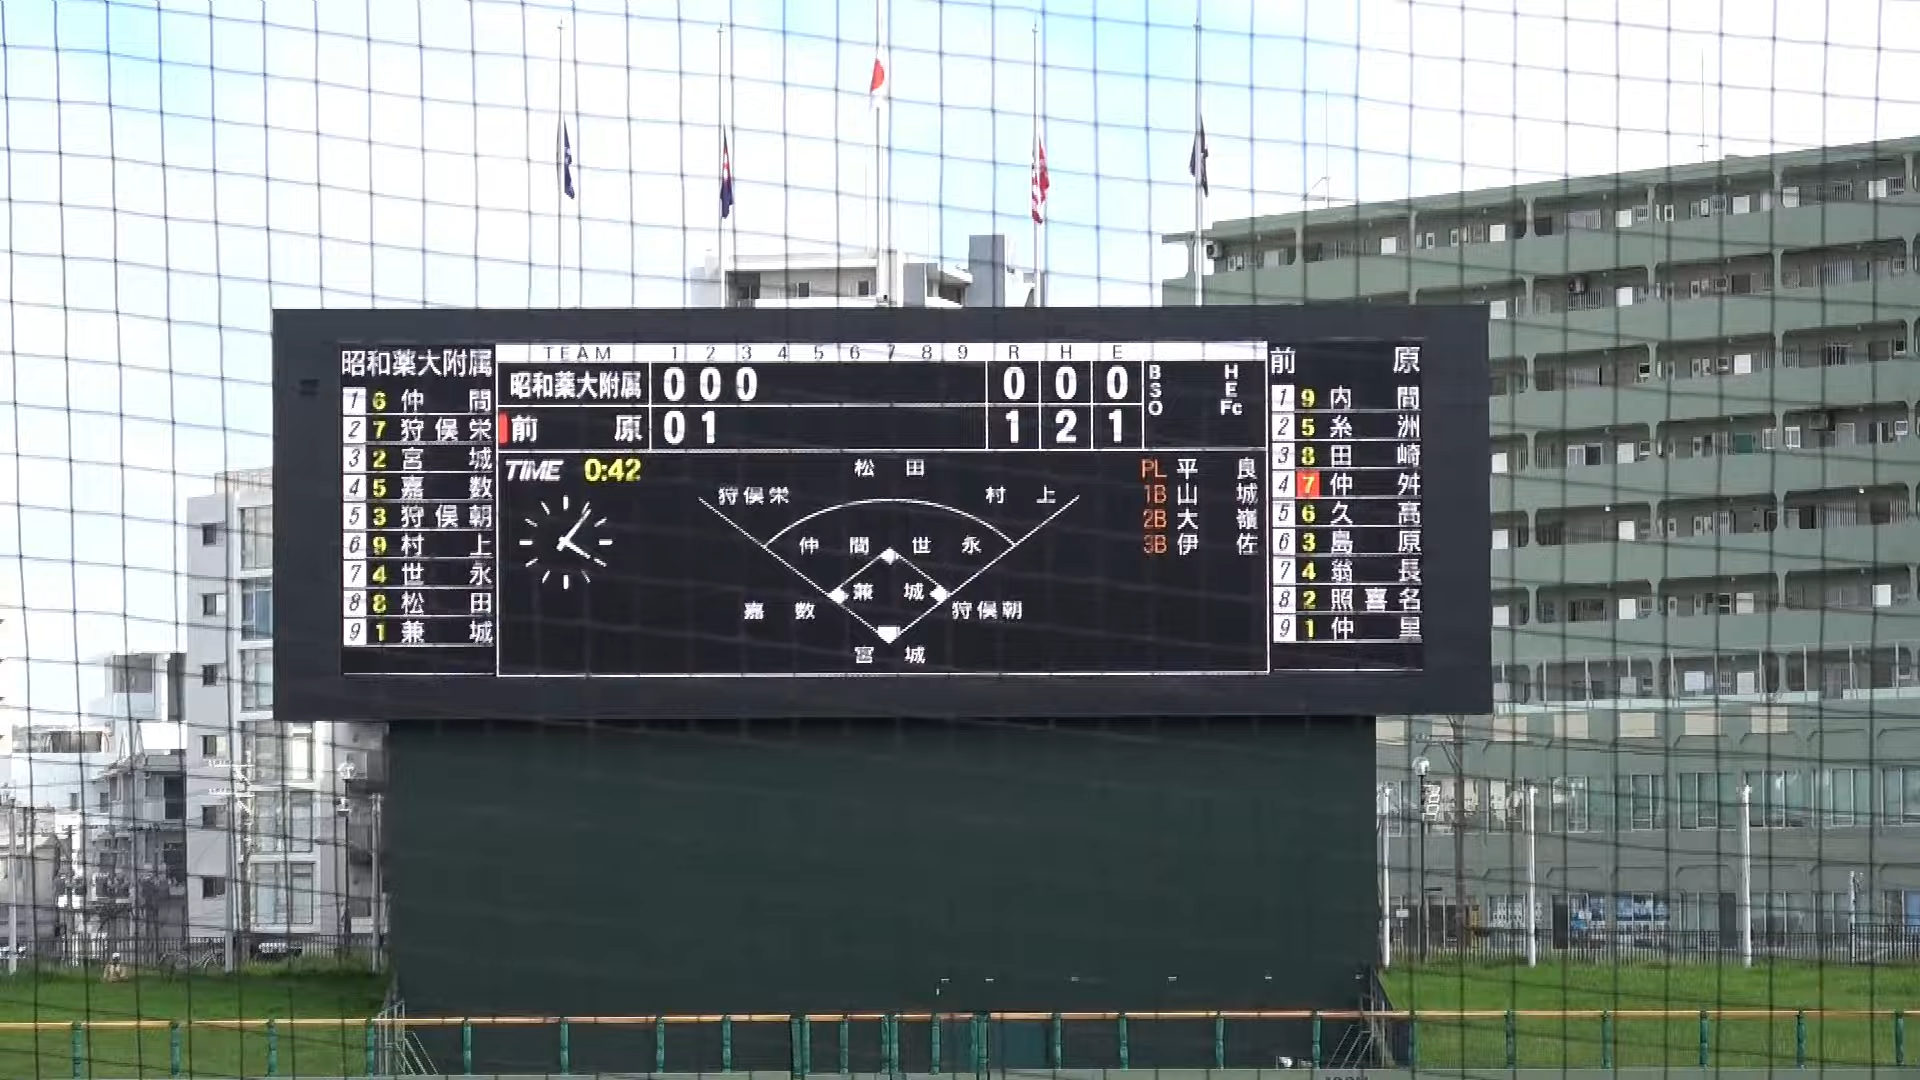 昭和薬大附属
1 6 仲間
2 7 狩俣栄
3 2 宮城
4 5 嘉数
5 3 狩俣朝
6 9 村上
7 4 世永
8 8 松田
9 1 兼城
TEAM 1 2 3 4 5 6 7 8 9 R H E
昭和薬大附属 0 0 0 0 0 0
前原 0 1 1 2 1
B H
S E
O Fc
TIME 0:42
松田
狩俣栄 村上
仲間 世永
兼城
嘉数 狩俣朝
宮城
PL 平良
1B 山城
2B 大嶺
3B 伊佐
前原
1 9 内間
2 5 糸洲
3 8 田崎
4 7 仲舛
5 6 久高
6 3 島原
7 4 翁長
8 2 照喜名
9 1 仲里